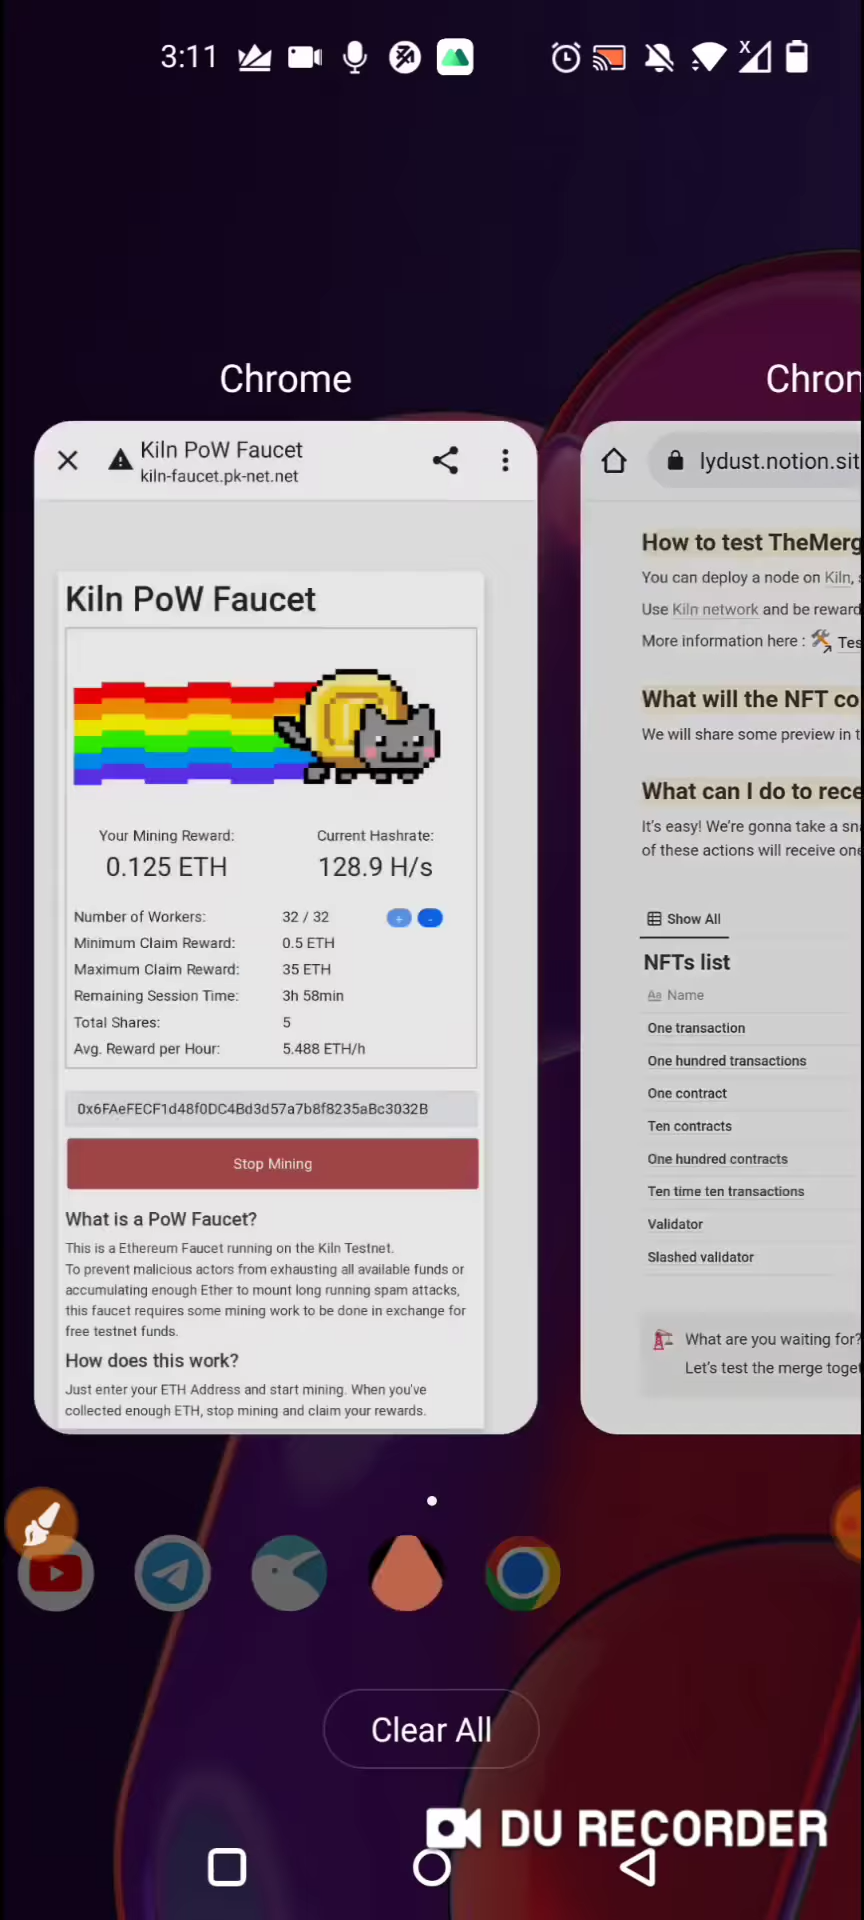 3:11
Chrome
Kiln PoW Faucet
kiln-faucet.pk-net.net
Kiln PoW Faucet
Your Mining Reward:
0.125 ETH
Current Hashrate:
128.9 H/s
Number of Workers: 32 / 32 + -
Minimum Claim Reward: 0.5 ETH
Maximum Claim Reward: 35 ETH
Remaining Session Time: 3h 58min
Total Shares: 5
Avg. Reward per Hour: 5.488 ETH/h
0x6FAeFECF1d48f0DC4Bd3d57a7b8f8235aBc3032B
Stop Mining
What is a PoW Faucet?
This is a Ethereum Faucet running on the Kiln Testnet.
To prevent malicious actors from exhausting all available funds or
accumulating enough Ether to mount long running spam attacks,
this faucet requires some mining work to be done in exchange for
free testnet funds.
How does this work?
Just enter your ETH Address and start mining. When you've
collected enough ETH, stop mining and claim your rewards.
Chrom
lydust.notion.sit
How to test TheMerg
You can deploy a node on Kiln,
Use Kiln network and be reward
More information here : Tes
What will the NFT co
We will share some preview in t
What can I do to rece
It's easy! We're gonna take a sna
of these actions will receive one
Show All
NFTs list
Aa Name
One transaction
One hundred transactions
One contract
Ten contracts
One hundred contracts
Ten time ten transactions
Validator
Slashed validator
What are you waiting for?
Let's test the merge toget
Clear All
DU RECORDER